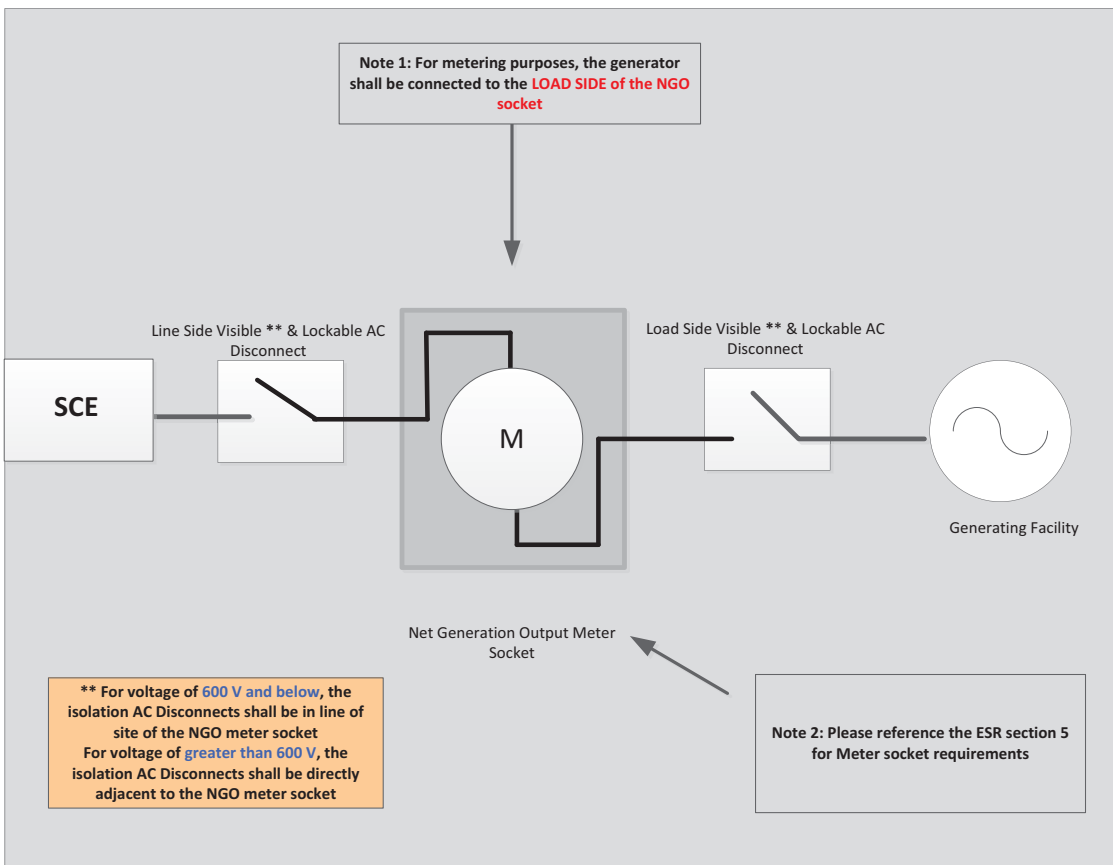 Note 1: For metering purposes, the generator
shall be connected to the LOAD SIDE of the NGO
socket
Line Side Visible ** & Lockable AC
Disconnect
Load Side Visible ** & Lockable AC
Disconnect
SCE
M
Generating Facility
Net Generation Output Meter
Socket
** For voltage of 600 V and below, the
isolation AC Disconnects shall be in line of
site of the NGO meter socket
For voltage of greater than 600 V, the
isolation AC Disconnects shall be directly
adjacent to the NGO meter socket
Note 2: Please reference the ESR section 5
for Meter socket requirements